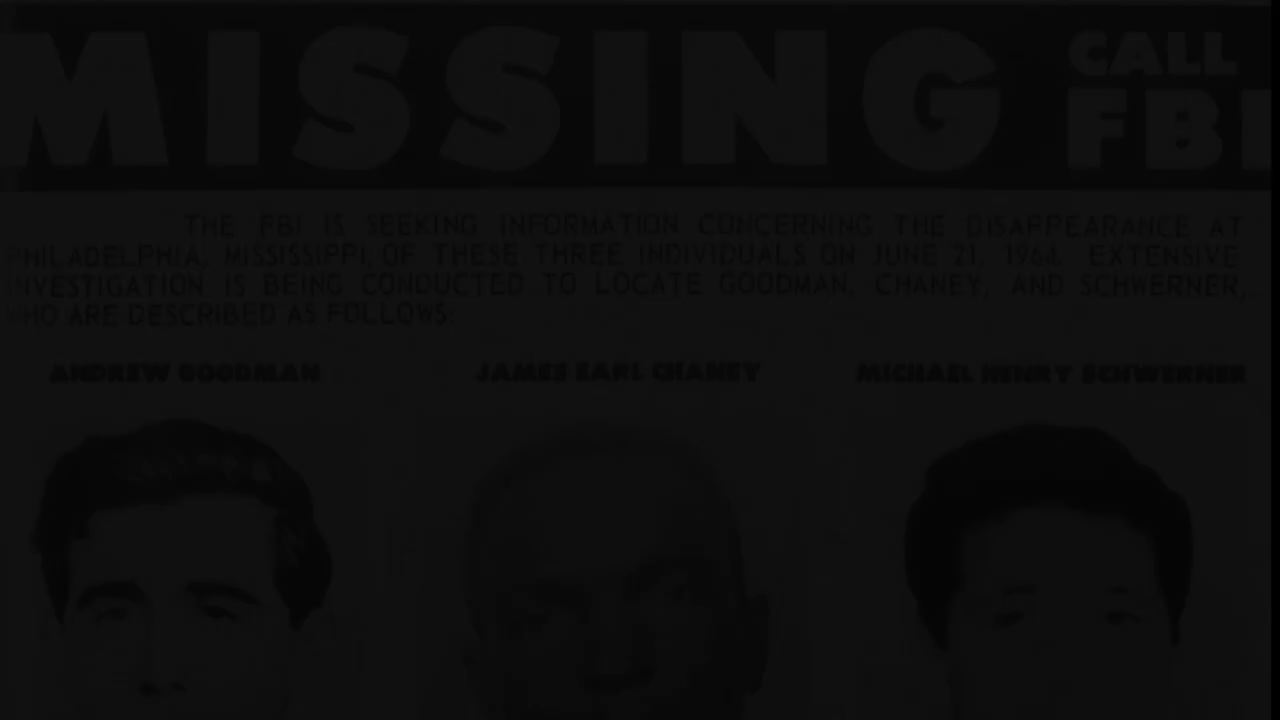 MISSING CALL FBI
THE FBI IS SEEKING INFORMATION CONCERNING THE DISAPPEARANCE AT
PHILADELPHIA, MISSISSIPPI, OF THESE THREE INDIVIDUALS ON JUNE 21, 1964. EXTENSIVE
INVESTIGATION IS BEING CONDUCTED TO LOCATE GOODMAN, CHANEY, AND SCHWERNER,
WHO ARE DESCRIBED AS FOLLOWS:
ANDREW GOODMAN JAMES EARL CHANEY MICHAEL HENRY SCHWERNER